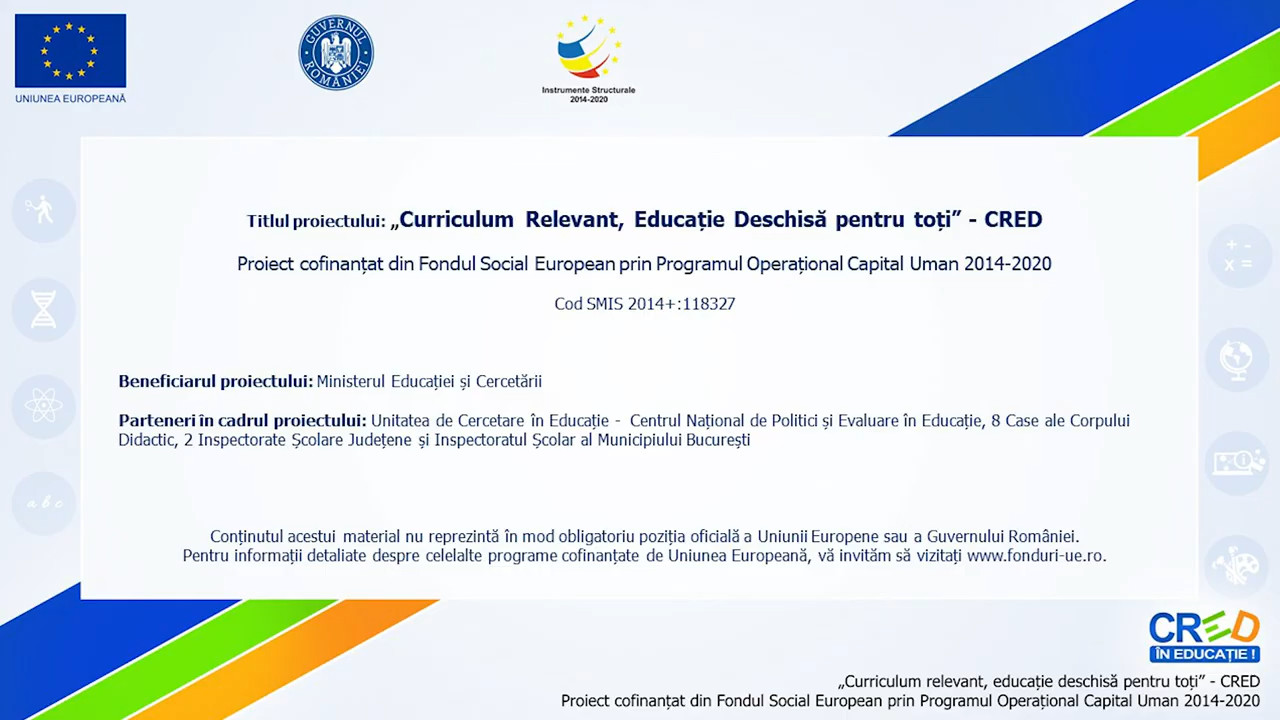 UNIUNEA EUROPEANĂ
GUVERNUL ROMÂNIEI
Instrumente Structurale
2014-2020
Titlul proiectului: „Curriculum Relevant, Educație Deschisă pentru toți” - CRED
Proiect cofinanțat din Fondul Social European prin Programul Operațional Capital Uman 2014-2020
Cod SMIS 2014+:118327
+ -
x =
Beneficiarul proiectului: Ministerul Educației și Cercetării
Parteneri în cadrul proiectului: Unitatea de Cercetare în Educație - Centrul Național de Politici și Evaluare în Educație, 8 Case ale Corpului
Didactic, 2 Inspectorate Școlare Județene și Inspectoratul Școlar al Municipiului București
a b c
Conținutul acestui material nu reprezintă în mod obligatoriu poziția oficială a Uniunii Europene sau a Guvernului României.
Pentru informații detaliate despre celelalte programe cofinanțate de Uniunea Europeană, vă invităm să vizitați www.fonduri-ue.ro.
CRED
ÎN EDUCAȚIE !
„Curriculum relevant, educație deschisă pentru toți” - CRED
Proiect cofinanțat din Fondul Social European prin Programul Operațional Capital Uman 2014-2020